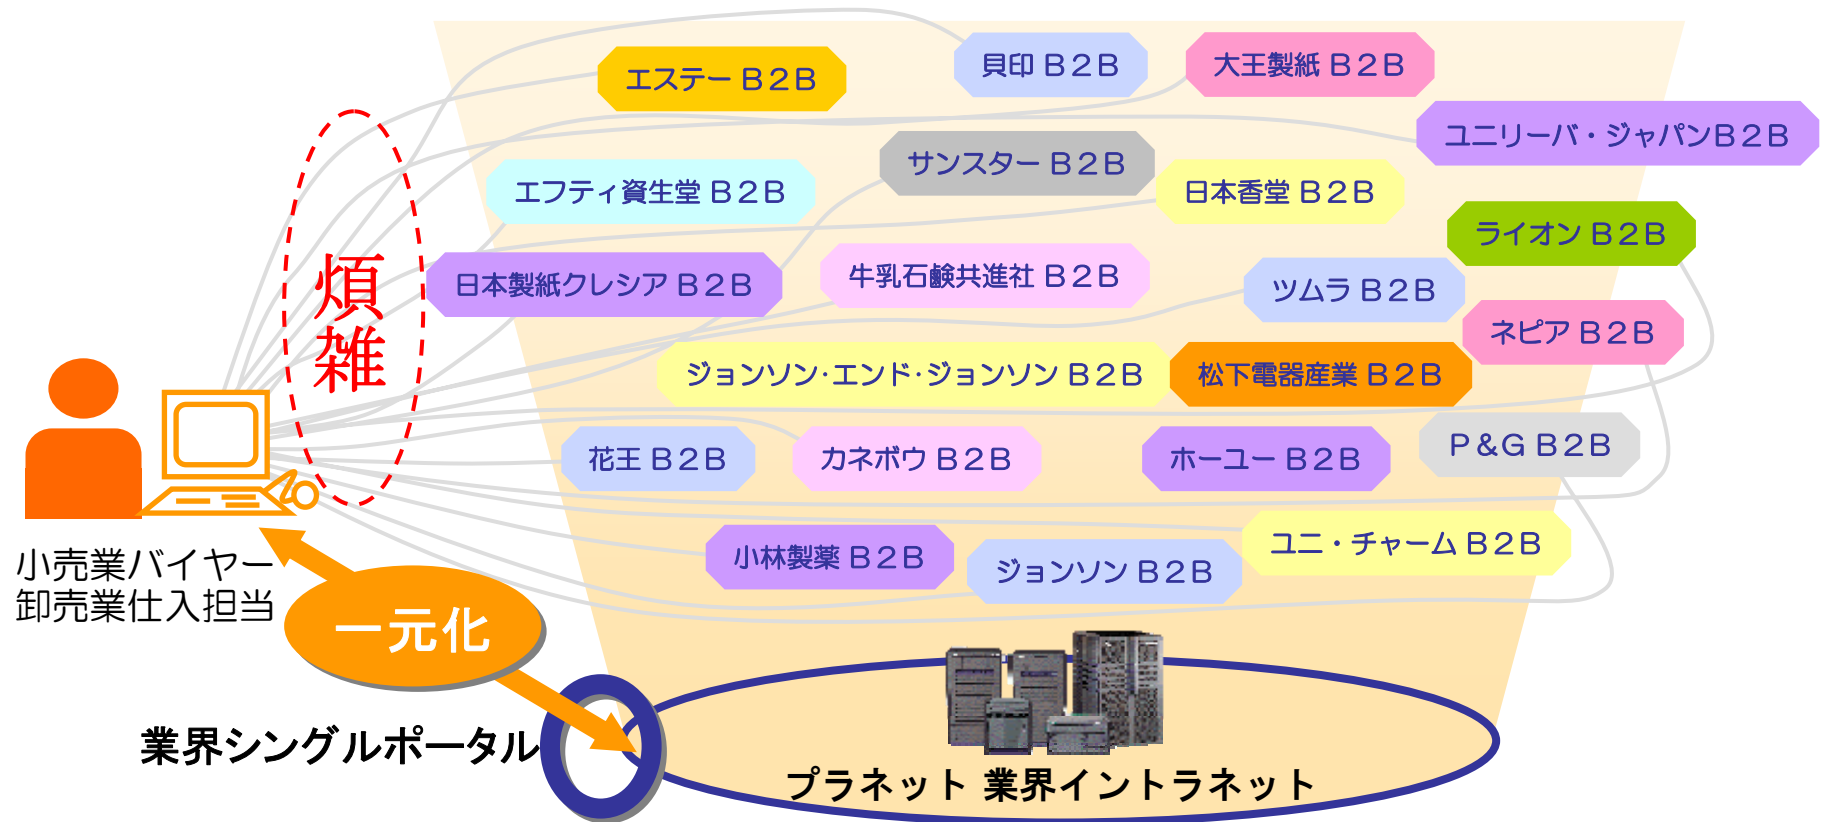 エステー B2B
貝印 B2B
大王製紙 B2B
ユニリーバ・ジャパンB2B
サンスター B2B
エフティ資生堂 B2B
日本香堂 B2B
ライオン B2B
日本製紙クレシア B2B
牛乳石鹸共進社 B2B
ツムラ B2B
ネピア B2B
煩雑
ジョンソン・エンド・ジョンソン B2B
松下電器産業 B2B
P&G B2B
花王 B2B
カネボウ B2B
ホーユー B2B
小林製薬 B2B
ジョンソン B2B
ユニ・チャーム B2B
小売業バイヤー
卸売業仕入担当
一元化
業界シングルポータル
プラネット 業界イントラネット